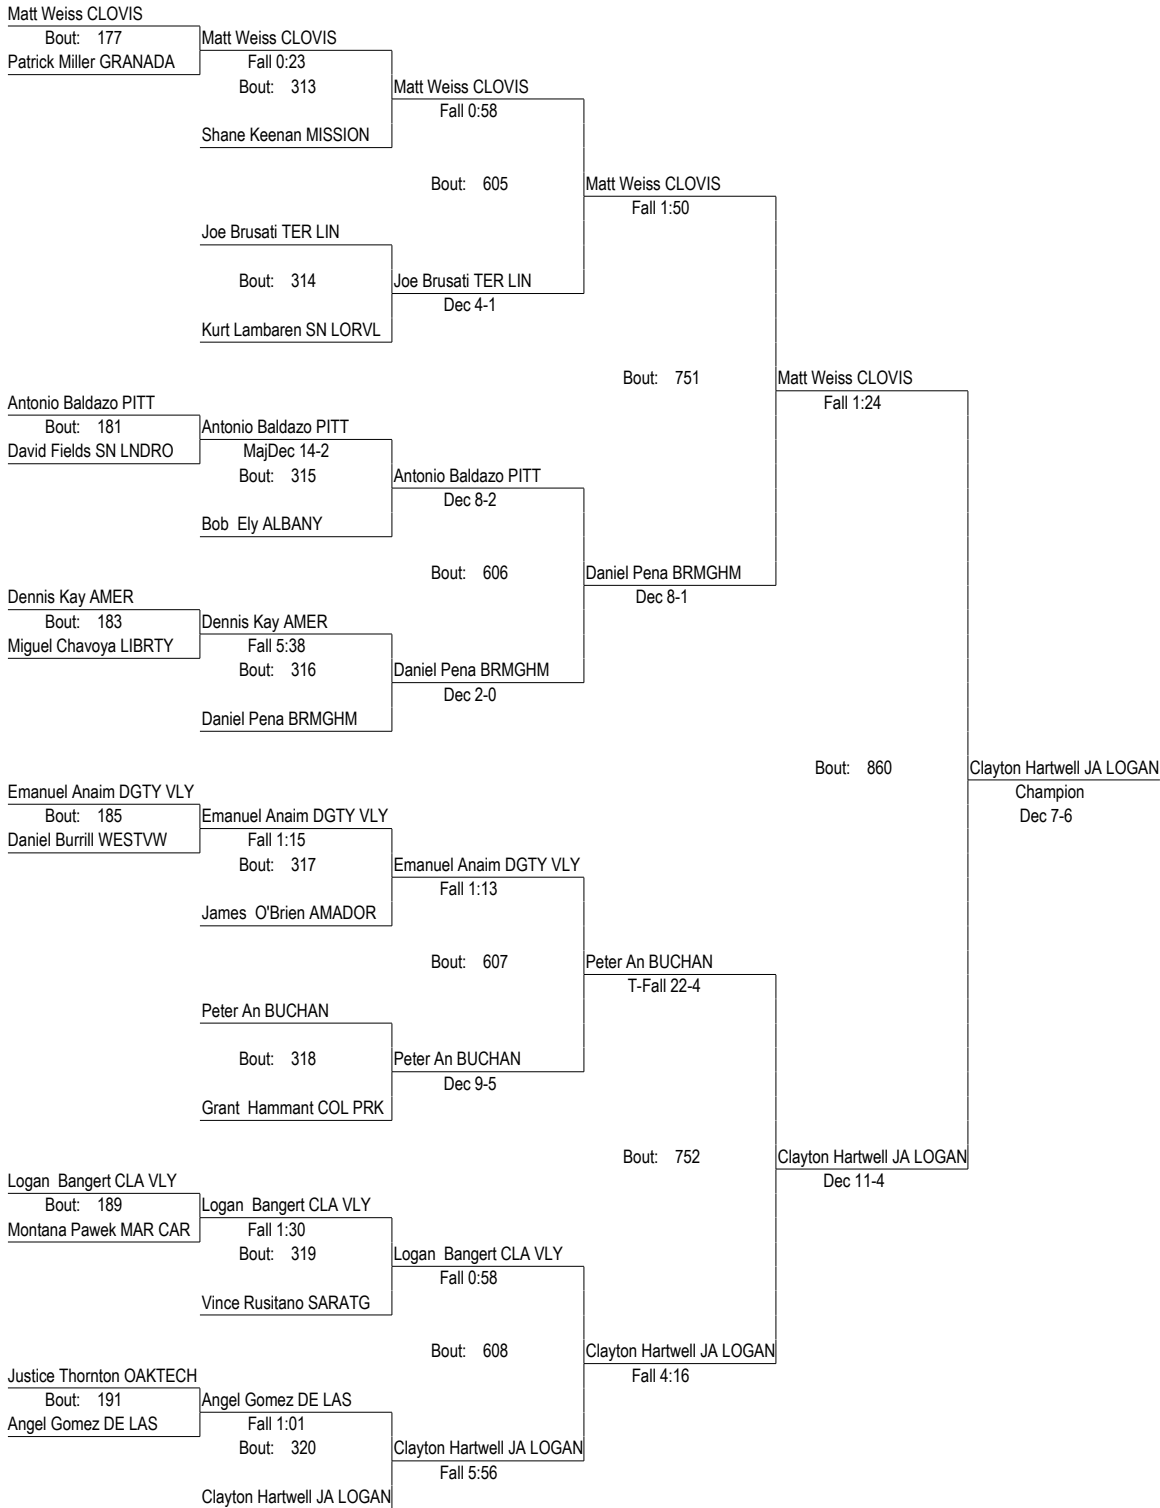 Matt Weiss CLOVIS
Bout: 177
Matt Weiss CLOVIS
Patrick Miller GRANADA
Fall 0:23
Bout: 313
Matt Weiss CLOVIS
Fall 0:58
Shane Keenan MISSION
Bout: 605
Matt Weiss CLOVIS
Fall 1:50
Joe Brusati TER LIN
Bout: 314
Joe Brusati TER LIN
Dec 4-1
Kurt Lambaren SN LORVL
Bout: 751
Matt Weiss CLOVIS
Fall 1:24
Antonio Baldazo PITT
Bout: 181
Antonio Baldazo PITT
David Fields SN LNDRO
MajDec 14-2
Bout: 315
Antonio Baldazo PITT
Dec 8-2
Bob Ely ALBANY
Bout: 606
Daniel Pena BRMGHM
Dec 8-1
Dennis Kay AMER
Bout: 183
Dennis Kay AMER
Miguel Chavoya LIBRTY
Fall 5:38
Bout: 316
Daniel Pena BRMGHM
Dec 2-0
Daniel Pena BRMGHM
Bout: 860
Clayton Hartwell JA LOGAN
Champion
Dec 7-6
Emanuel Anaim DGTY VLY
Bout: 185
Emanuel Anaim DGTY VLY
Daniel Burrill WESTVW
Fall 1:15
Bout: 317
Emanuel Anaim DGTY VLY
Fall 1:13
James O'Brien AMADOR
Bout: 607
Peter An BUCHAN
T-Fall 22-4
Peter An BUCHAN
Bout: 318
Peter An BUCHAN
Dec 9-5
Grant Hammant COL PRK
Bout: 752
Clayton Hartwell JA LOGAN
Dec 11-4
Logan Bangert CLA VLY
Bout: 189
Logan Bangert CLA VLY
Montana Pawek MAR CAR
Fall 1:30
Bout: 319
Logan Bangert CLA VLY
Fall 0:58
Vince Rusitano SARATG
Bout: 608
Clayton Hartwell JA LOGAN
Fall 4:16
Justice Thornton OAKTECH
Bout: 191
Angel Gomez DE LAS
Angel Gomez DE LAS
Fall 1:01
Bout: 320
Clayton Hartwell JA LOGAN
Fall 5:56
Clayton Hartwell JA LOGAN